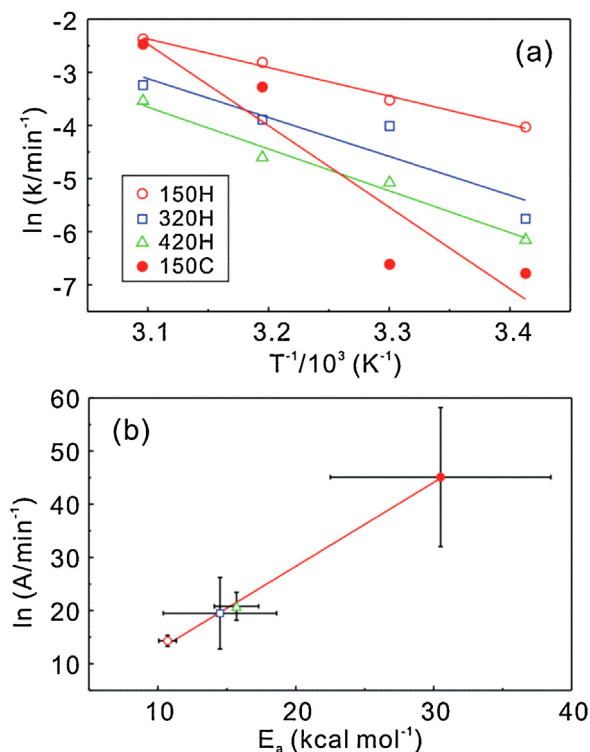 (a)
ln (k/min⁻¹)
-2
-3
-4
-5
-6
-7
150H
320H
420H
150C
3.1 3.2 3.3 3.4
T⁻¹/10³ (K⁻¹)
(b)
ln (A/min⁻¹)
60
50
40
30
20
10
10 20 30 40
Eₐ (kcal mol⁻¹)